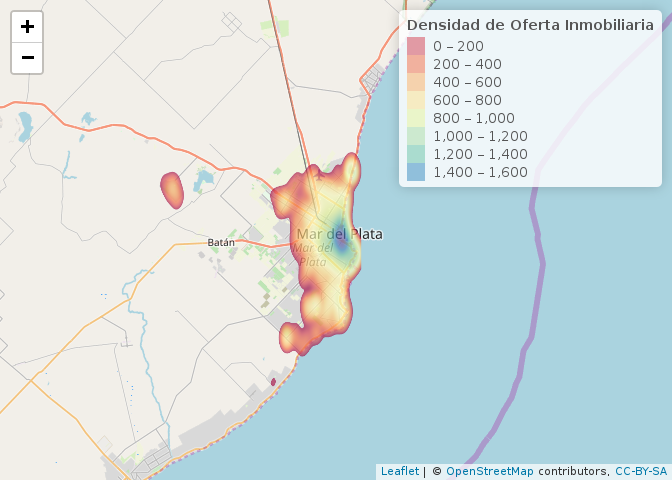 +
−
Densidad de Oferta Inmobiliaria
0 – 200
200 – 400
400 – 600
600 – 800
800 – 1,000
1,000 – 1,200
1,200 – 1,400
1,400 – 1,600
Mar del Plata
Batán
Mar del
Plata
Leaflet | © OpenStreetMap contributors, CC-BY-SA